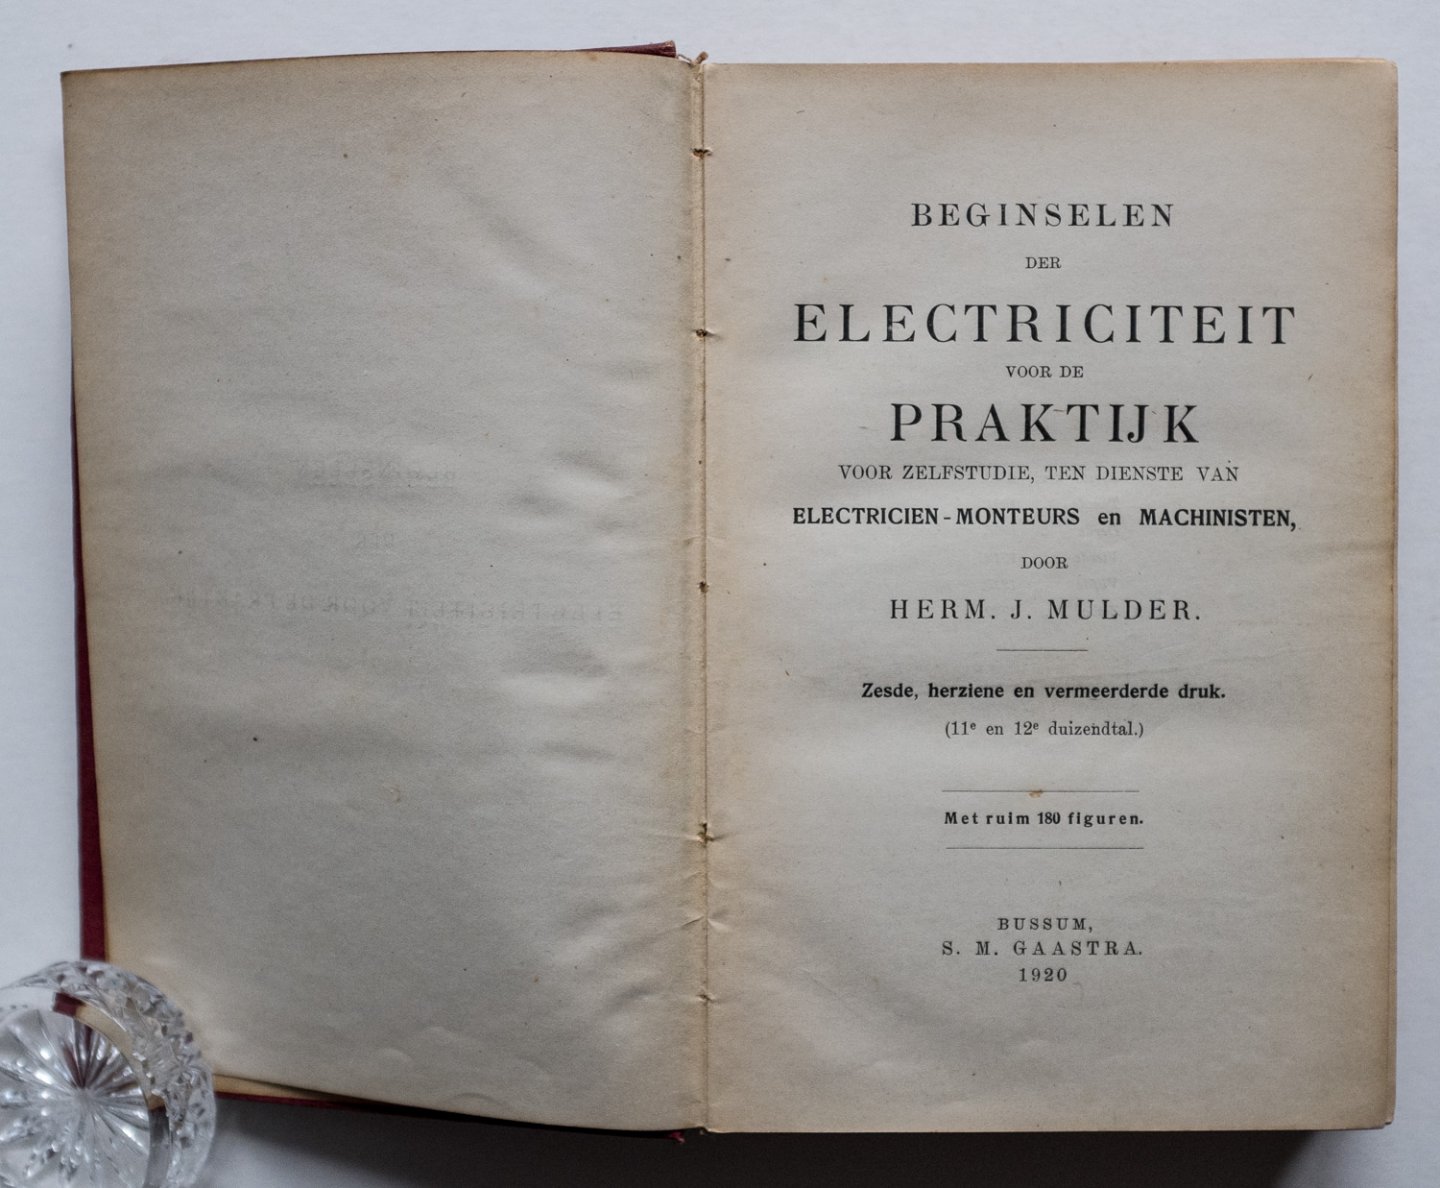 BEGINSELEN
DER
ELECTRICITEIT
VOOR DE
PRAKTIJK
VOOR ZELFSTUDIE, TEN DIENSTE VAN
ELECTRICIEN-MONTEURS en MACHINISTEN,
DOOR
HERM. J. MULDER.
Zesde, herziene en vermeerderde druk.
(11e en 12e duizendtal.)
Met ruim 180 figuren.
BUSSUM,
S. M. GAASTRA.
1920